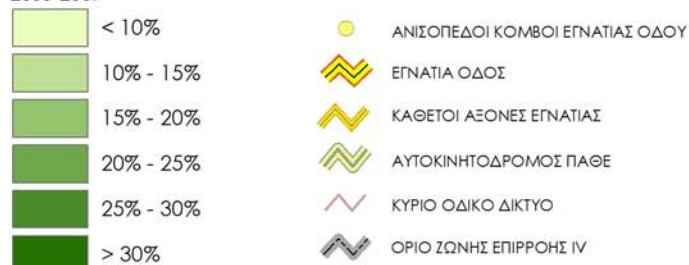 < 10%
10% - 15%
15% - 20%
20% - 25%
25% - 30%
> 30%
ΑΝΙΣΟΠΕΔΟΙ ΚΟΜΒΟΙ ΕΓΝΑΤΙΑΣ ΟΔΟΥ
ΕΓΝΑΤΙΑ ΟΔΟΣ
ΚΑΘΕΤΟΙ ΑΞΟΝΕΣ ΕΓΝΑΤΙΑΣ
ΑΥΤΟΚΙΝΗΤΟΔΡΟΜΟΣ ΠΑΘΕ
ΚΥΡΙΟ ΟΔΙΚΟ ΔΙΚΤΥΟ
ΟΡΙΟ ΖΩΝΗΣ ΕΠΙΡΡΟΗΣ IV